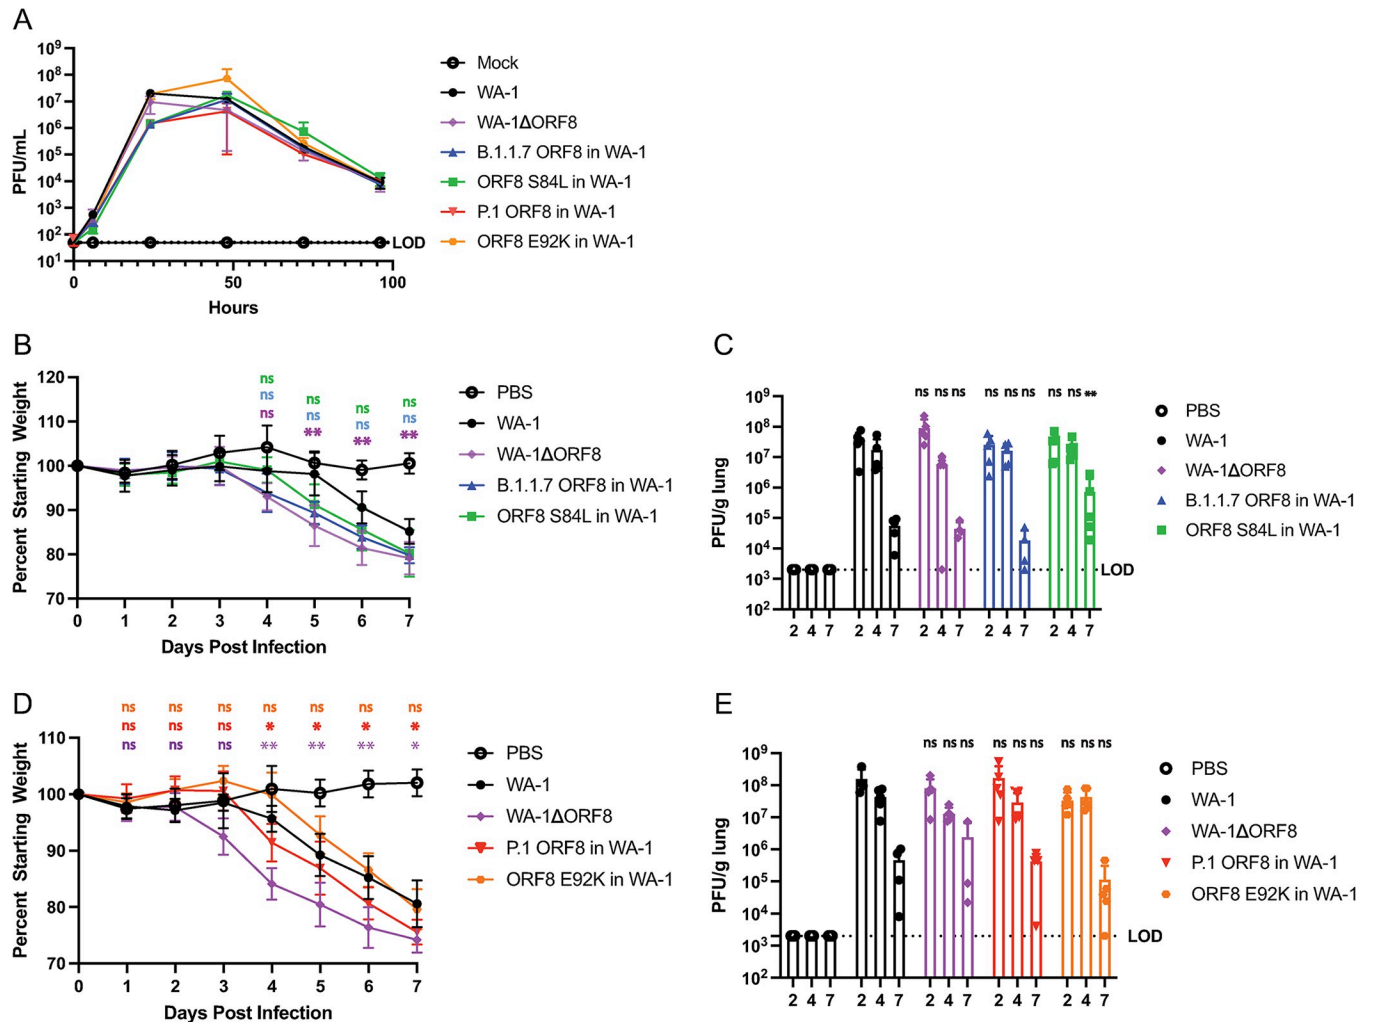 A
10⁹
10⁸
10⁷
10⁶
10⁵
10⁴
10³
10²
10¹
PFU/mL
0 50 100
Hours
LOD
Mock
WA-1
WA-1ΔORF8
B.1.1.7 ORF8 in WA-1
ORF8 S84L in WA-1
P.1 ORF8 in WA-1
ORF8 E92K in WA-1
B
120
110
100
90
80
70
Percent Starting Weight
ns ns ns ns
ns ns ns ns
ns ** ** **
0 1 2 3 4 5 6 7
Days Post Infection
PBS
WA-1
WA-1ΔORF8
B.1.1.7 ORF8 in WA-1
ORF8 S84L in WA-1
C
10⁹
10⁸
10⁷
10⁶
10⁵
10⁴
10³
10²
PFU/g lung
ns ns ns ns ns ns ns ns **
LOD
2 4 7 2 4 7 2 4 7 2 4 7 2 4 7
PBS
WA-1
WA-1ΔORF8
B.1.1.7 ORF8 in WA-1
ORF8 S84L in WA-1
D
110
100
90
80
70
Percent Starting Weight
ns ns ns ns ns ns ns
ns ns ns * * * *
ns ns ns ** ** ** *
0 1 2 3 4 5 6 7
Days Post Infection
PBS
WA-1
WA-1ΔORF8
P.1 ORF8 in WA-1
ORF8 E92K in WA-1
E
10⁹
10⁸
10⁷
10⁶
10⁵
10⁴
10³
10²
PFU/g lung
ns ns ns ns ns ns ns ns ns
LOD
2 4 7 2 4 7 2 4 7 2 4 7 2 4 7
PBS
WA-1
WA-1ΔORF8
P.1 ORF8 in WA-1
ORF8 E92K in WA-1